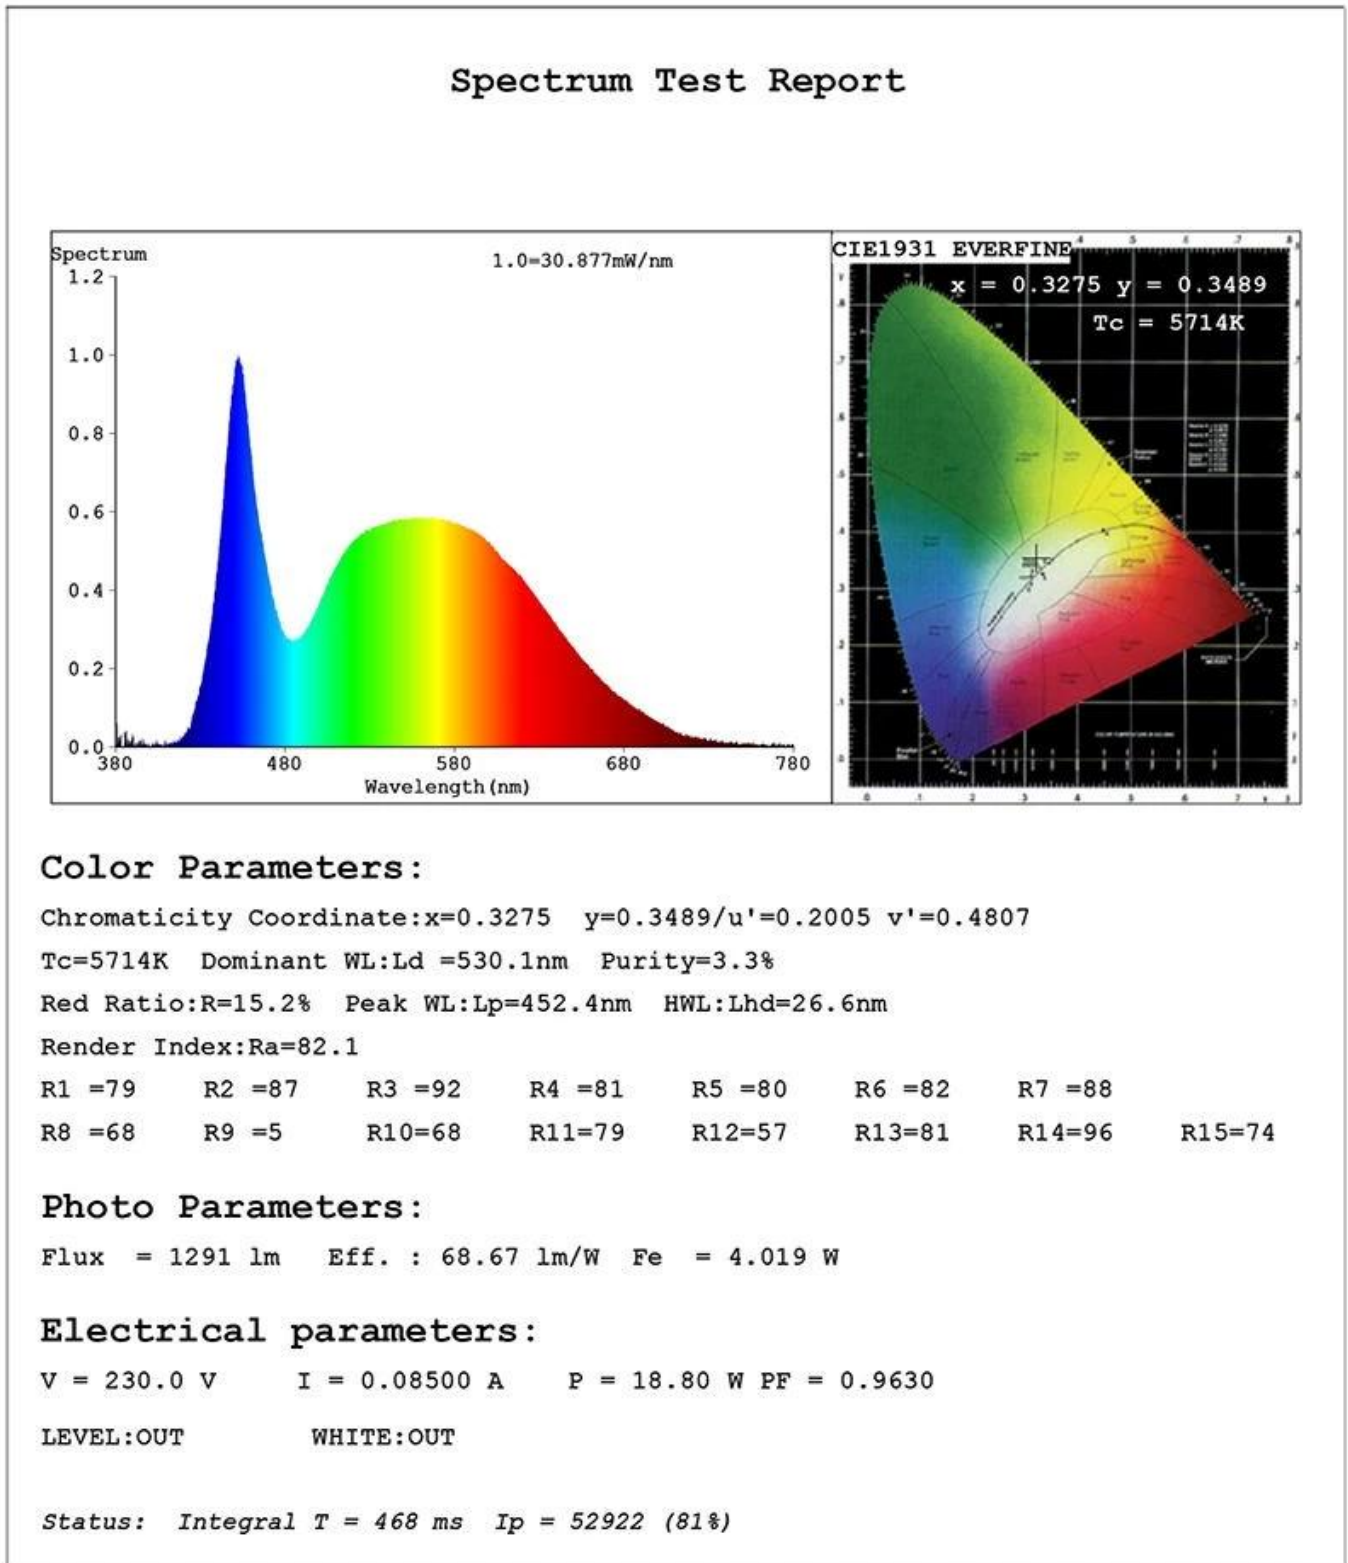 Spectrum Test Report
Spectrum
1.0=30.877mW/nm
1.2
1.0
0.8
0.6
0.4
0.2
0.0
380 480 580 680 780
Wavelength(nm)
CIE1931 EVERFINE
x = 0.3275 y = 0.3489
Tc = 5714K
Color Parameters:
Chromaticity Coordinate:x=0.3275 y=0.3489/u'=0.2005 v'=0.4807
Tc=5714K Dominant WL:Ld =530.1nm Purity=3.3%
Red Ratio:R=15.2% Peak WL:Lp=452.4nm HWL:Lhd=26.6nm
Render Index:Ra=82.1
R1 =79 R2 =87 R3 =92 R4 =81 R5 =80 R6 =82 R7 =88
R8 =68 R9 =5 R10=68 R11=79 R12=57 R13=81 R14=96 R15=74
Photo Parameters:
Flux = 1291 lm Eff. : 68.67 lm/W Fe = 4.019 W
Electrical parameters:
V = 230.0 V I = 0.08500 A P = 18.80 W PF = 0.9630
LEVEL:OUT WHITE:OUT
Status: Integral T = 468 ms Ip = 52922 (81%)